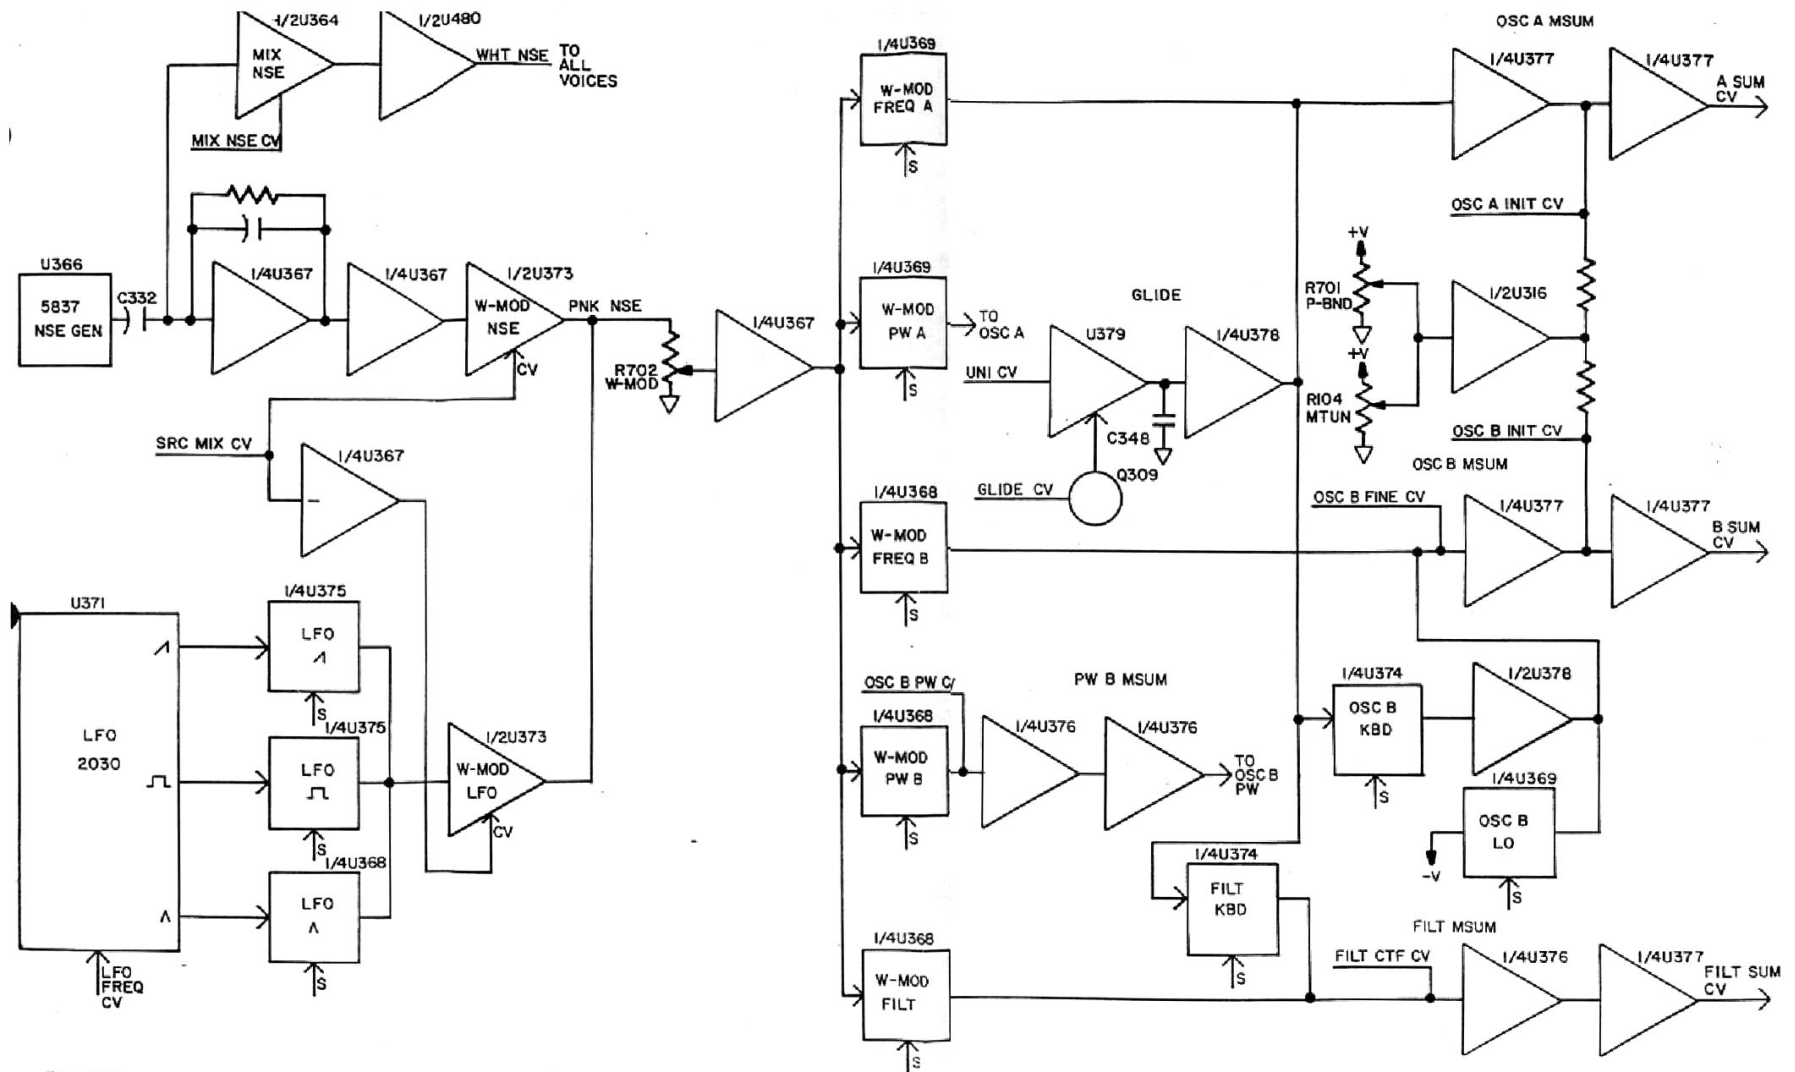 1/2U364
MIX
NSE
MIX NSE CV
1/2U480
WHT NSE
TO
ALL
VOICES
U366
5837
NSE GEN
C332
1/4U367
1/4U367
1/2U373
W-MOD
NSE
CV
PNK NSE
R702
W-MOD
1/4U367
SRC MIX CV
1/4U367
–
U371
LFO
2030
LFO
FREQ
CV
1/4U375
LFO
S
1/4U375
LFO
S
1/4U368
LFO
S
1/2U373
W-MOD
LFO
CV
1/4U369
W-MOD
FREQ A
S
1/4U369
W-MOD
PW A
S
TO
OSC A
GLIDE
UNI CV
U379
C348
1/4U378
GLIDE CV
Q309
1/4U368
W-MOD
FREQ B
S
OSC B PW C/
1/4U368
W-MOD
PW B
S
PW B MSUM
1/4U376
1/4U376
TO
OSC B
PW
1/4U368
W-MOD
FILT
S
1/4U374
FILT
KBD
S
OSC A MSUM
1/4U377
1/4U377
A SUM
CV
OSC A INIT CV
+V
R701
P-BND
+V
R104
MTUN
1/2U316
OSC B INIT CV
OSC B MSUM
OSC B FINE CV
1/4U377
1/4U377
B SUM
CV
1/4U374
OSC B
KBD
S
1/2U378
1/4U369
OSC B
LO
S
-V
FILT MSUM
FILT CTF CV
1/4U376
1/4U377
FILT SUM
CV